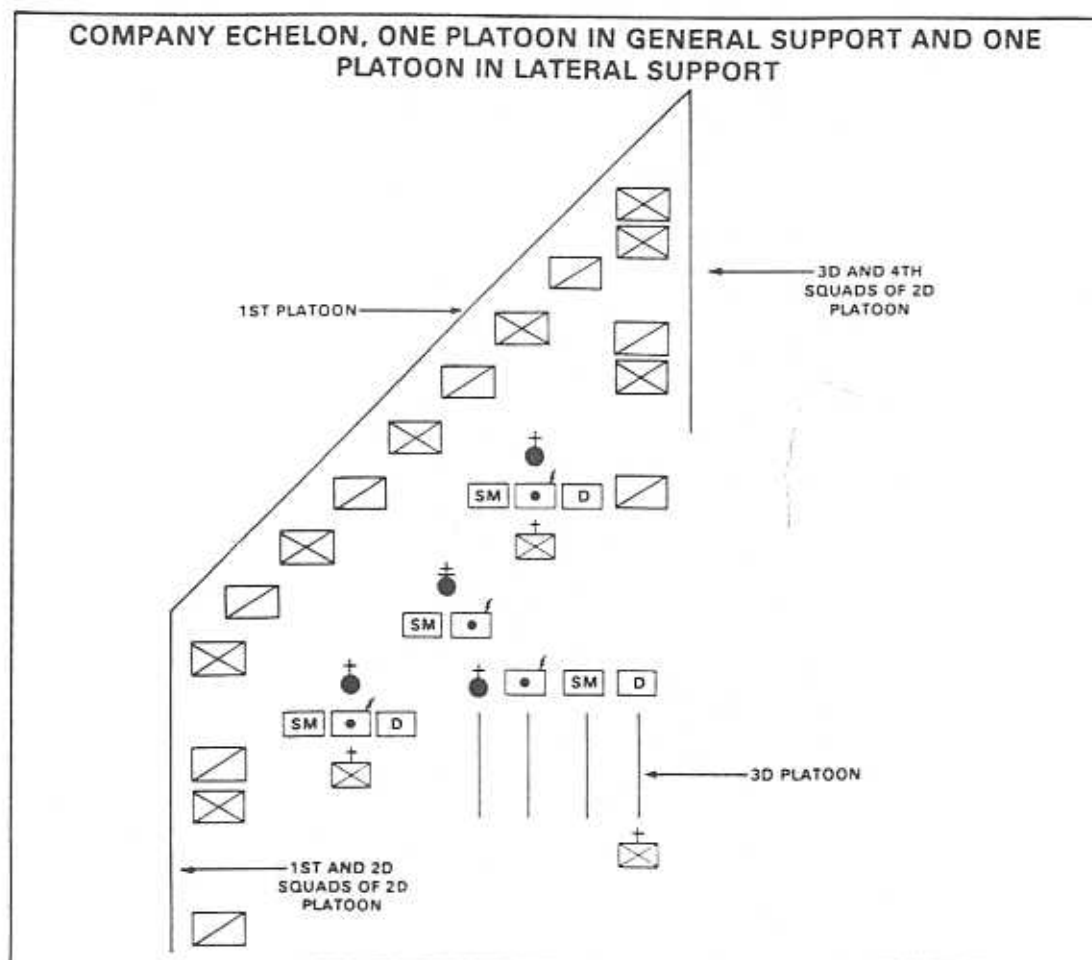 COMPANY ECHELON, ONE PLATOON IN GENERAL SUPPORT AND ONE
PLATOON IN LATERAL SUPPORT
3D AND 4TH
SQUADS OF 2D
PLATOON
1ST PLATOON
SM
D
SM
SM
D
SM
D
3D PLATOON
1ST AND 2D
SQUADS OF 2D
PLATOON